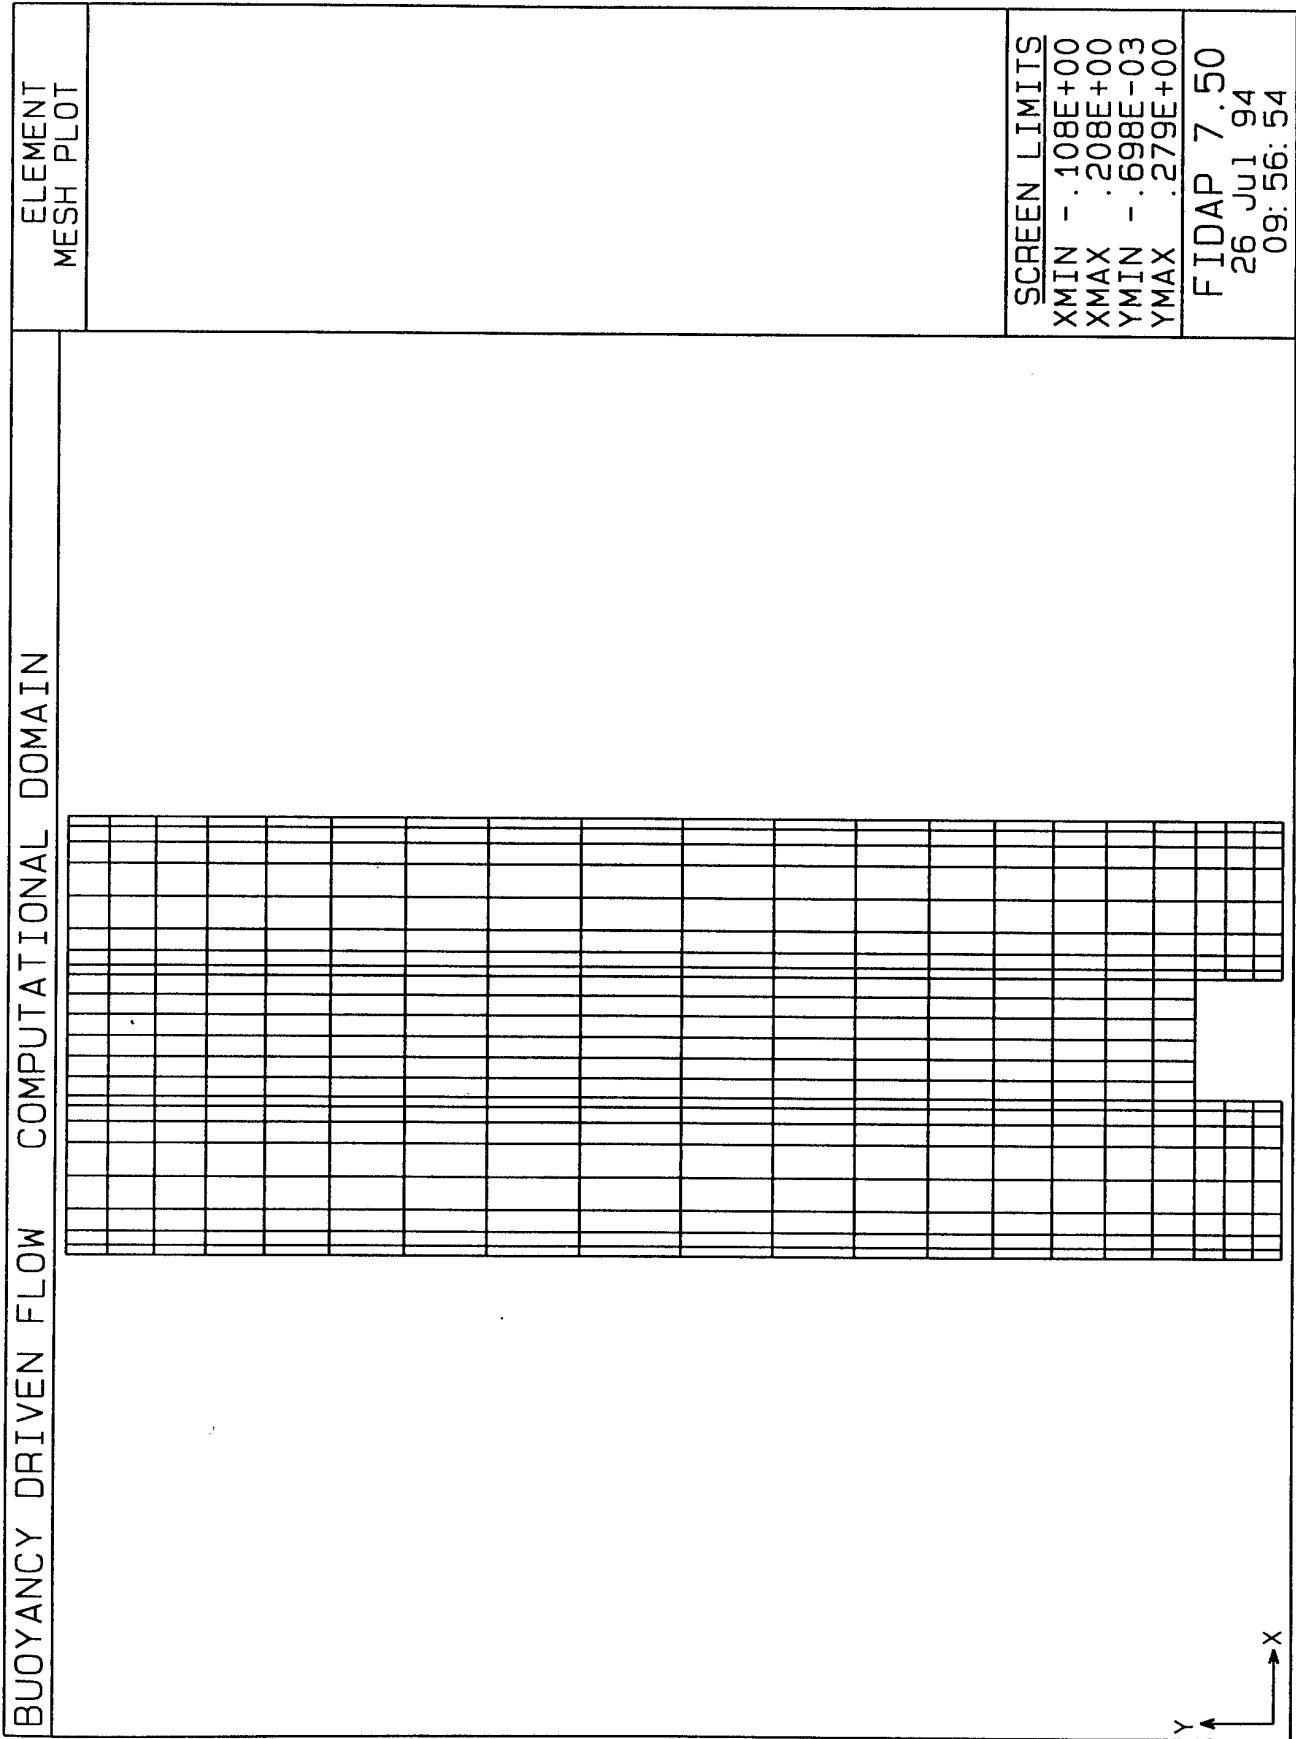 BUOYANCY DRIVEN FLOW COMPUTATIONAL DOMAIN
ELEMENT
MESH PLOT
SCREEN LIMITS
XMIN -.108E+00
XMAX .208E+00
YMIN -.698E-03
YMAX .279E+00
FIDAP 7.50
26 Jul 94
09:56:54
Y
X